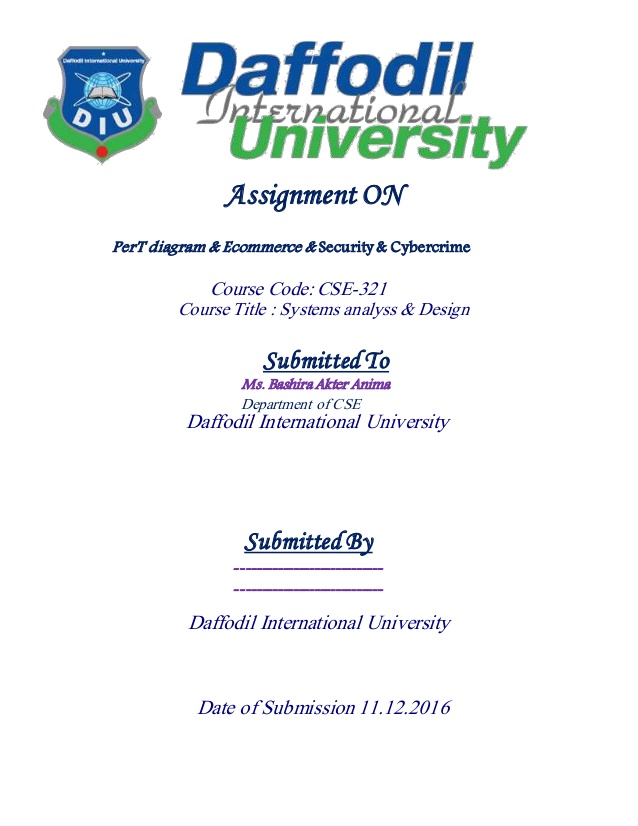 Daffodil International University
DIU
Daffodil
International
University
Assignment ON
PerT diagram & Ecommerce & Security & Cybercrime
Course Code: CSE-321
Course Title : Systems analyss & Design
Submitted To
Ms. Bashira Akter Anima
Department of CSE
Daffodil International University
Submitted By
----------------------------
----------------------------
Daffodil International University
Date of Submission 11.12.2016